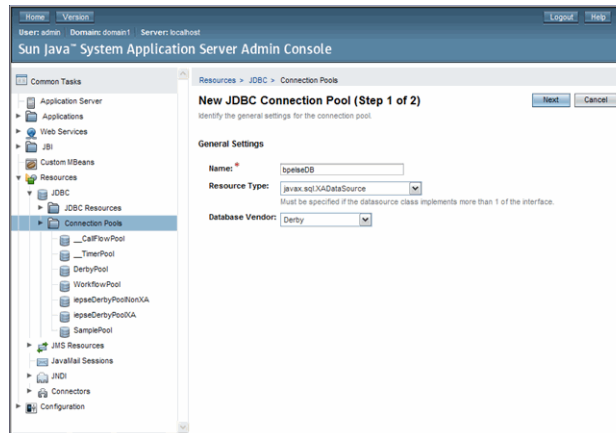 Home Version
Logout Help
User: admin Domain: domain1 Server: localhost
Sun Java™ System Application Server Admin Console
Common Tasks
Application Server
Applications
Web Services
JBI
Custom MBeans
Resources
JDBC
JDBC Resources
Connection Pools
__CallFlowPool
__TimerPool
DerbyPool
WorkflowPool
iepseDerbyPoolNonXA
iepseDerbyPoolXA
SamplePool
JMS Resources
JavaMail Sessions
JNDI
Connectors
Configuration
Resources > JDBC > Connection Pools
New JDBC Connection Pool (Step 1 of 2)
Next Cancel
Identify the general settings for the connection pool.
General Settings
Name: * bpelseDB
Resource Type: javax.sql.XADataSource
Must be specified if the datasource class implements more than 1 of the interface.
Database Vendor: Derby